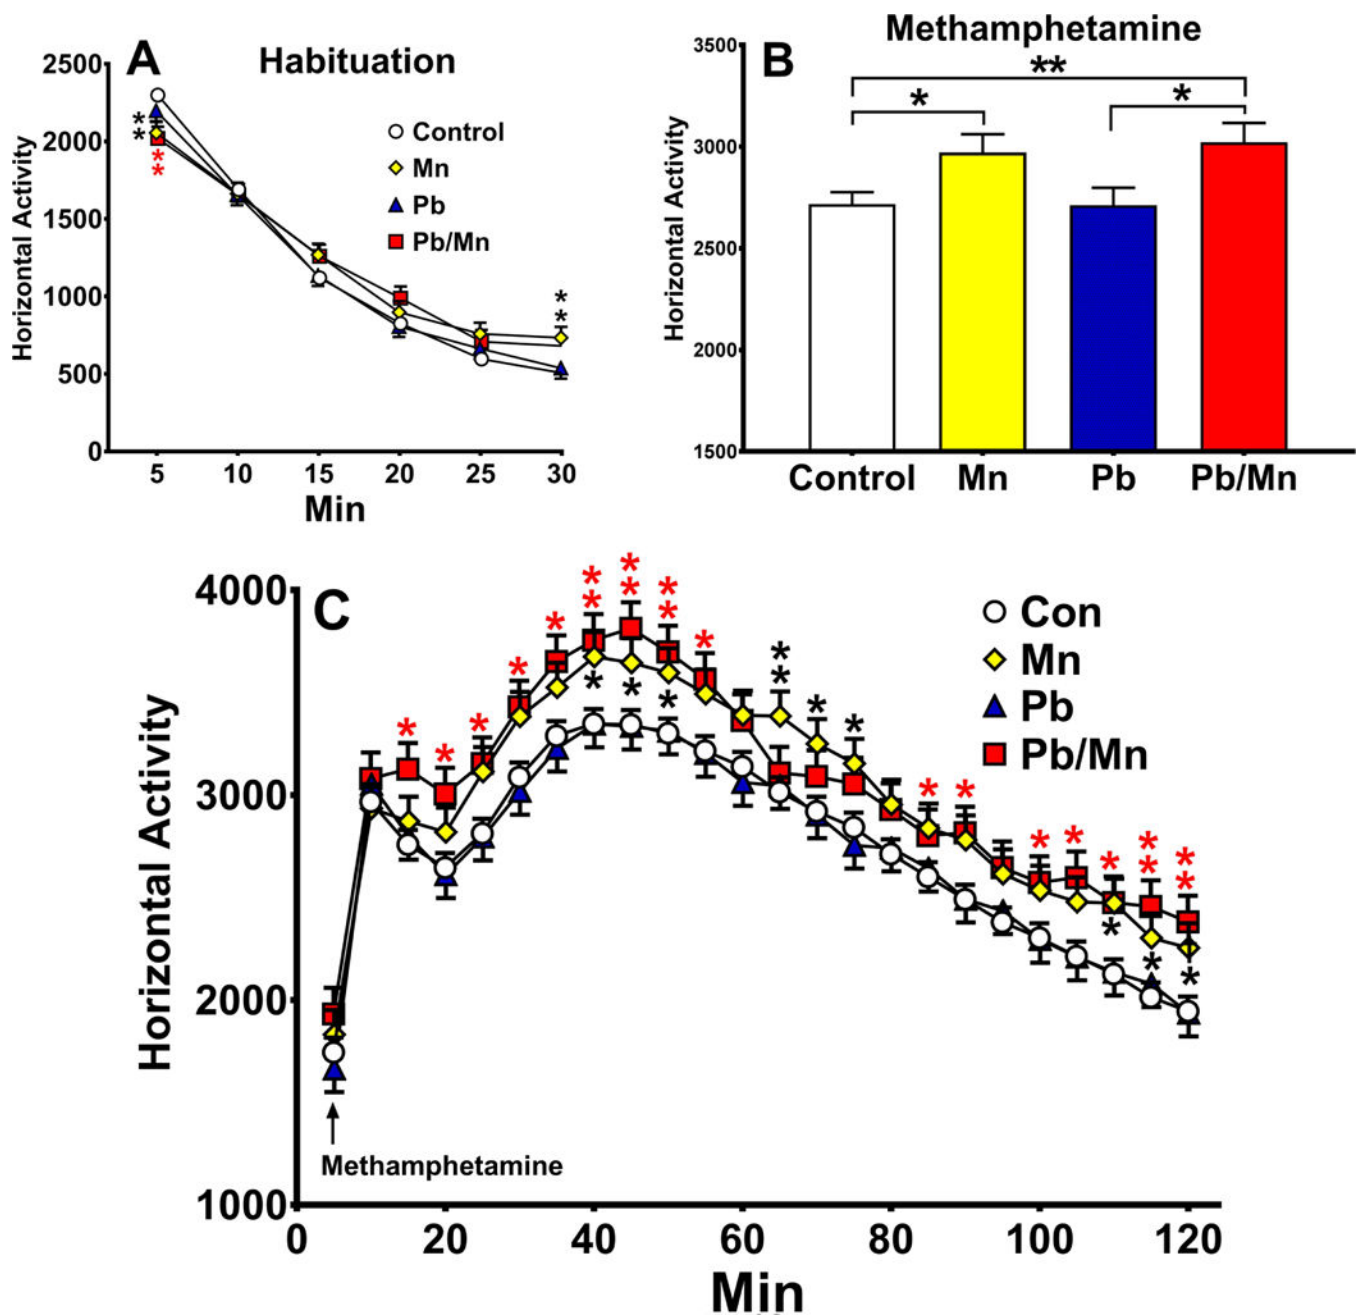 A
Habituation
2500
2000
1500
1000
500
0
Horizontal Activity
**
**
**
Control
Mn
Pb
Pb/Mn
5 10 15 20 25 30
Min
Methamphetamine
B
3500
3000
2500
2000
1500
Horizontal Activity
**
*
*
Control Mn Pb Pb/Mn
C
4000
3000
2000
1000
Horizontal Activity
* * * * * ** ** ** * * * * * * ** **
* * * ** * * * * *
Con
Mn
Pb
Pb/Mn
Methamphetamine
0 20 40 60 80 100 120
Min